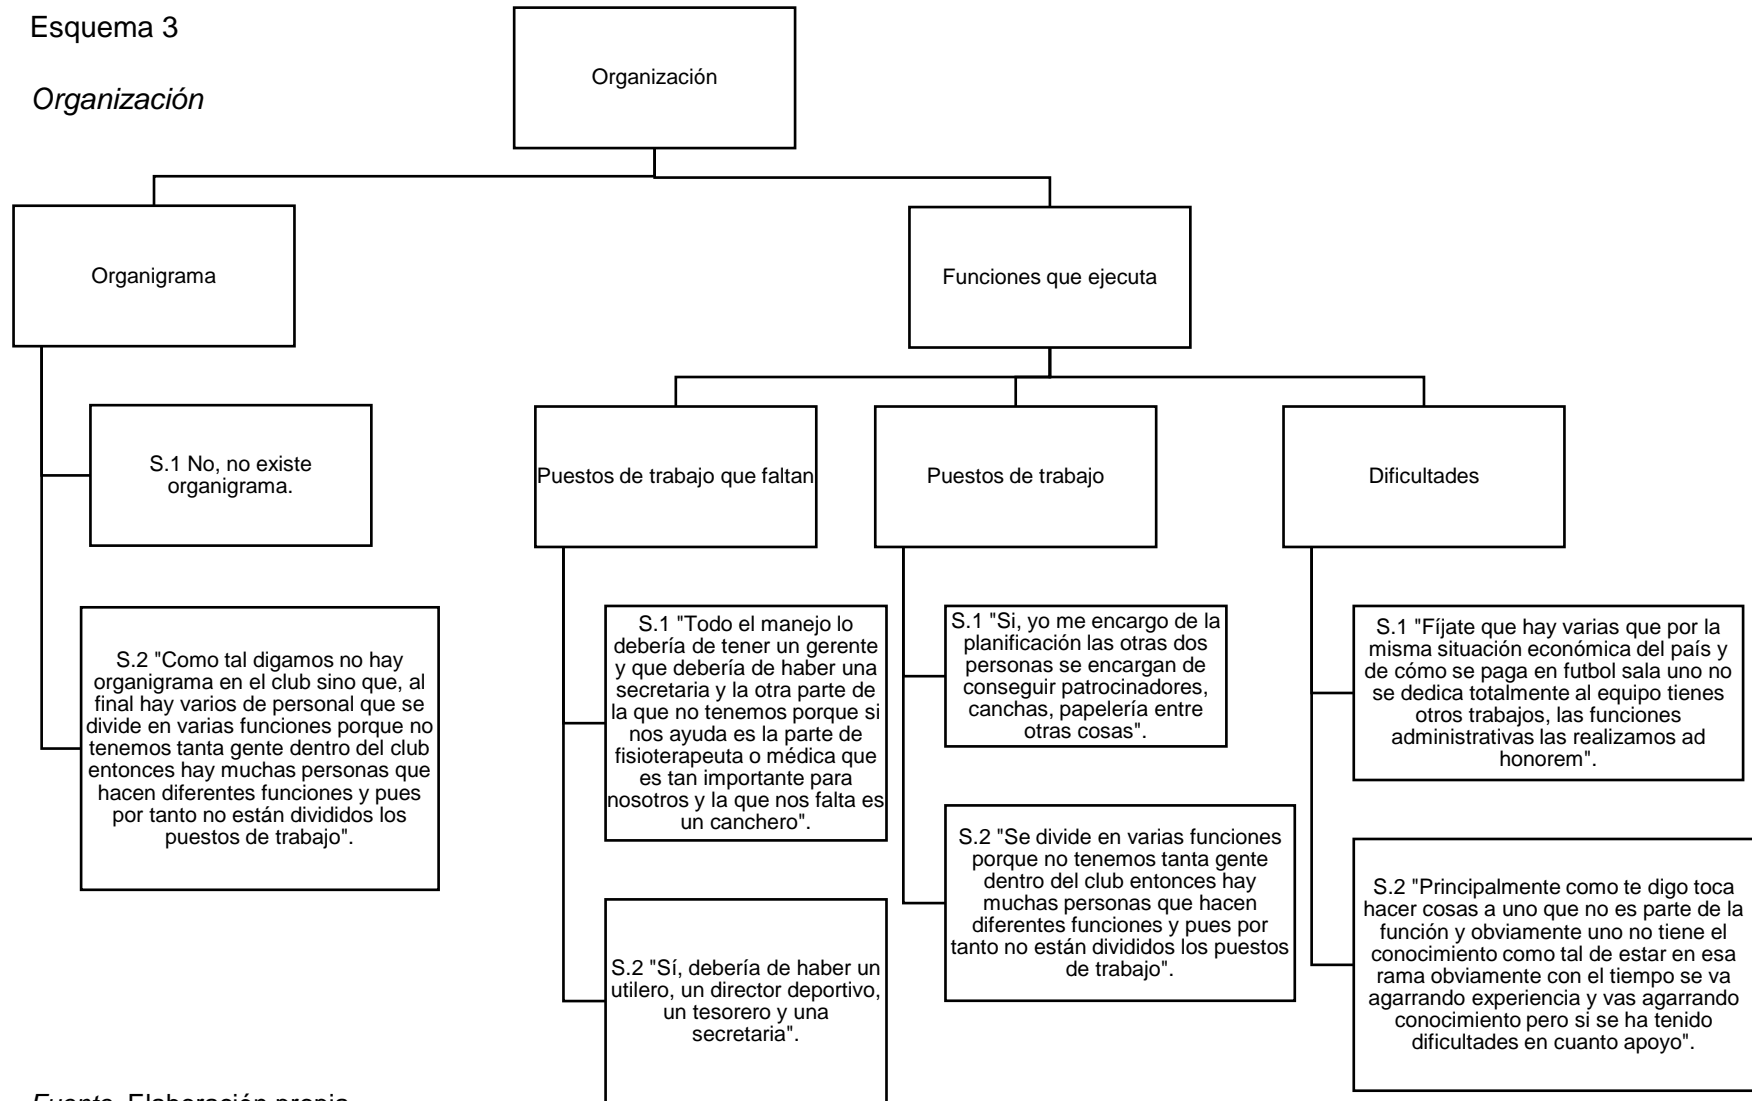 Esquema 3
Organización
Organización
Organigrama
Funciones que ejecuta
S.1 No, no existe
organigrama.
S.2 "Como tal digamos no hay
organigrama en el club sino que, al
final hay varios de personal que se
divide en varias funciones porque no
tenemos tanta gente dentro del club
entonces hay muchas personas que
hacen diferentes funciones y pues
por tanto no están divididos los
puestos de trabajo".
Puestos de trabajo que faltan
S.1 "Todo el manejo lo
debería de tener un gerente
y que debería de haber una
secretaria y la otra parte de
la que no tenemos porque si
nos ayuda es la parte de
fisioterapeuta o médica que
es tan importante para
nosotros y la que nos falta es
un canchero".
S.2 "Sí, debería de haber un
utilero, un director deportivo,
un tesorero y una
secretaria".
Puestos de trabajo
S.1 "Si, yo me encargo de la
planificación las otras dos
personas se encargan de
conseguir patrocinadores,
canchas, papelería entre
otras cosas".
S.2 "Se divide en varias funciones
porque no tenemos tanta gente
dentro del club entonces hay
muchas personas que hacen
diferentes funciones y pues por
tanto no están divididos los puestos
de trabajo".
Dificultades
S.1 "Fíjate que hay varias que por la
misma situación económica del país y
de cómo se paga en futbol sala uno no
se dedica totalmente al equipo tienes
otros trabajos, las funciones
administrativas las realizamos ad
honorem".
S.2 "Principalmente como te digo toca
hacer cosas a uno que no es parte de la
función y obviamente uno no tiene el
conocimiento como tal de estar en esa
rama obviamente con el tiempo se va
agarrando experiencia y vas agarrando
conocimiento pero si se ha tenido
dificultades en cuanto apoyo".
Fuente. Elaboración propia